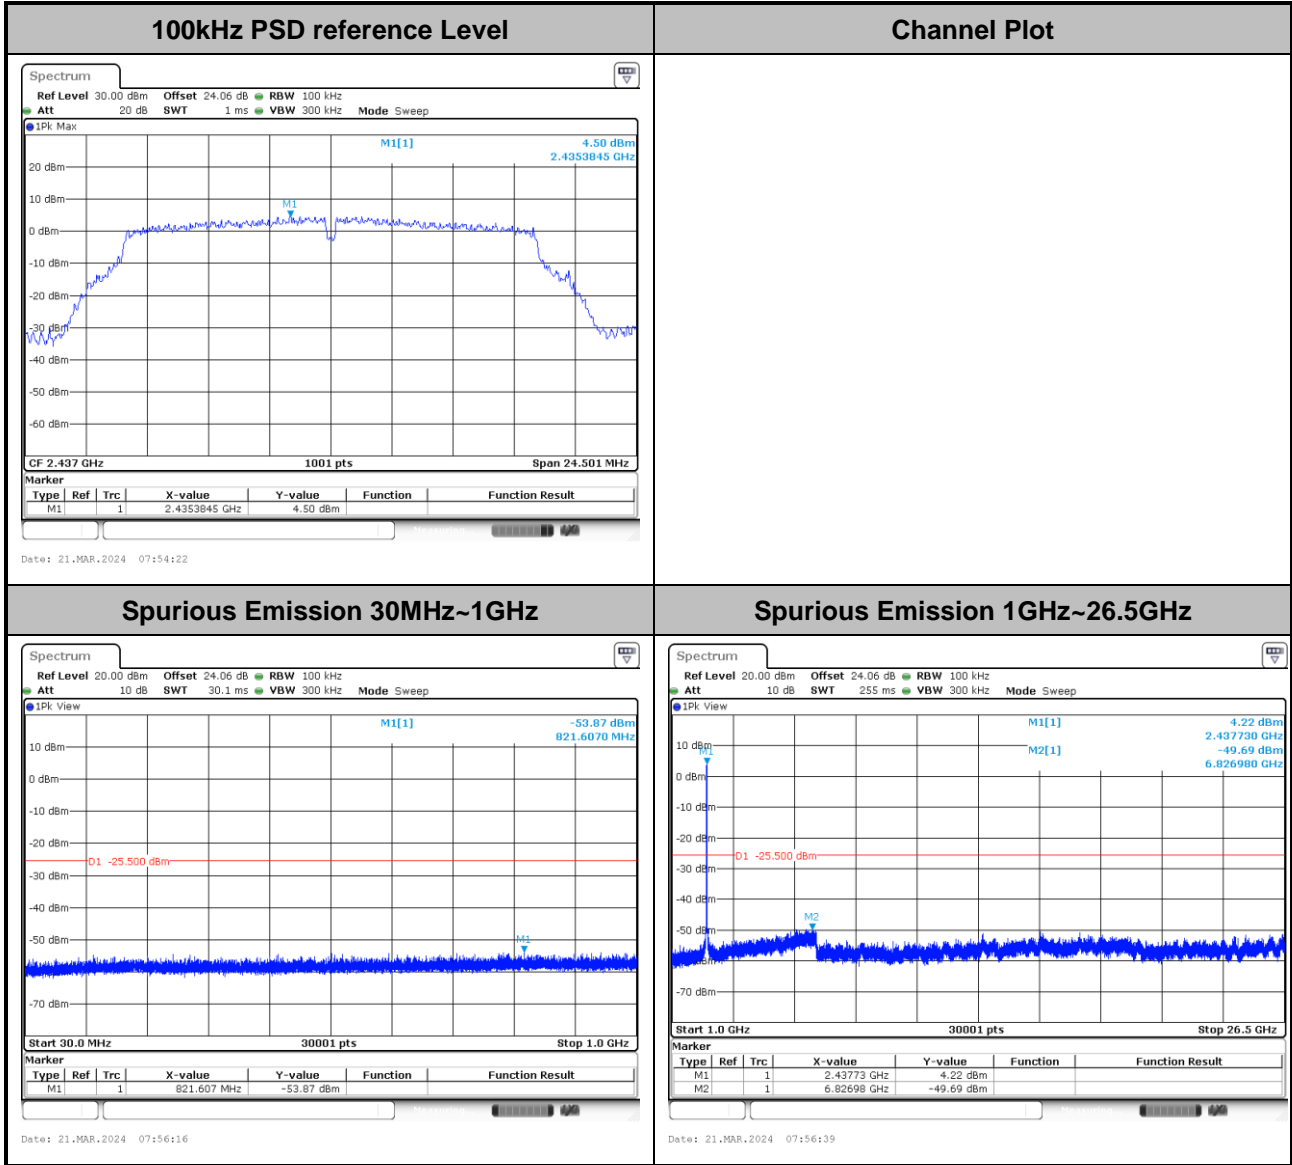 100kHz PSD reference Level
Channel Plot
Spectrum
Ref Level 30.00 dBm Offset 24.06 dB RBW 100 kHz
Att 20 dB SWT 1 ms VBW 300 kHz Mode Sweep
1Pk Max
M1[1] 4.50 dBm
2.4353845 GHz
20 dBm
10 dBm
M1
0 dBm
-10 dBm
-20 dBm
-30 dBm
-40 dBm
-50 dBm
-60 dBm
CF 2.437 GHz 1001 pts Span 24.501 MHz
Marker
Type Ref Trc X-value Y-value Function Function Result
M1 1 2.4353845 GHz 4.50 dBm
Date: 21.MAR.2024 07:54:22
Spurious Emission 30MHz~1GHz
Spurious Emission 1GHz~26.5GHz
Spectrum
Ref Level 20.00 dBm Offset 24.06 dB RBW 100 kHz
Att 10 dB SWT 30.1 ms VBW 300 kHz Mode Sweep
1Pk View
M1[1] -53.87 dBm
821.6070 MHz
10 dBm
0 dBm
-10 dBm
-20 dBm
D1 -25.500 dBm
-30 dBm
-40 dBm
-50 dBm
M1
-70 dBm
Start 30.0 MHz 30001 pts Stop 1.0 GHz
Marker
Type Ref Trc X-value Y-value Function Function Result
M1 1 821.607 MHz -53.87 dBm
Date: 21.MAR.2024 07:56:16
Spectrum
Ref Level 20.00 dBm Offset 24.06 dB RBW 100 kHz
Att 10 dB SWT 255 ms VBW 300 kHz Mode Sweep
1Pk View
M1[1] 4.22 dBm
2.437730 GHz
M2[1] -49.69 dBm
6.826980 GHz
10 dBm
M1
0 dBm
-10 dBm
-20 dBm
D1 -25.500 dBm
-30 dBm
-40 dBm
M2
-50 dBm
-70 dBm
Start 1.0 GHz 30001 pts Stop 26.5 GHz
Marker
Type Ref Trc X-value Y-value Function Function Result
M1 1 2.43773 GHz 4.22 dBm
M2 1 6.82698 GHz -49.69 dBm
Date: 21.MAR.2024 07:56:39